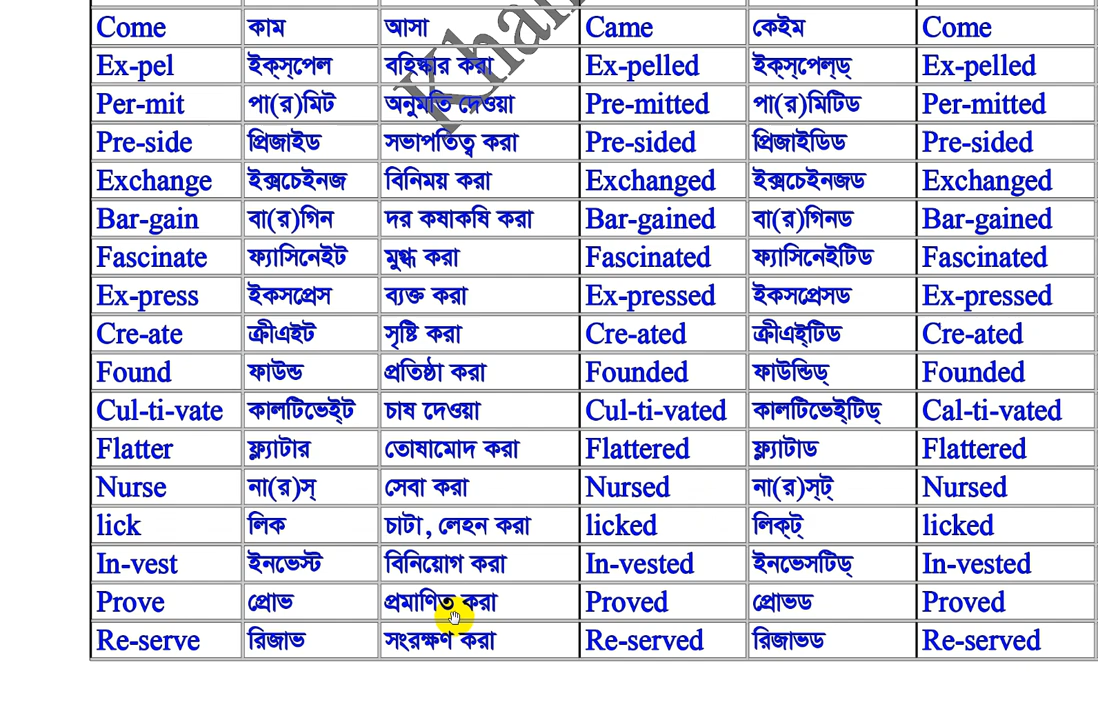 Come কাম আসা Came কেইম Come
Ex-pel ইক্স্পেল বহিষ্কার করা Ex-pelled ইক্স্পেল্ড্ Ex-pelled
Per-mit পা(র)মিট অনুমতি দেওয়া Pre-mitted পা(র)মিটিড Per-mitted
Pre-side প্রিজাইড সভাপতিত্ব করা Pre-sided প্রিজাইডিড Pre-sided
Exchange ইক্সচেইনজ বিনিময় করা Exchanged ইক্সচেইনজড Exchanged
Bar-gain বা(র)গিন দর কষাকষি করা Bar-gained বা(র)গিনড Bar-gained
Fascinate ফ্যাসিনেইট মুগ্ধ করা Fascinated ফ্যাসিনেইটিড Fascinated
Ex-press ইকসপ্রেস ব্যক্ত করা Ex-pressed ইকসপ্রেসড Ex-pressed
Cre-ate ক্রীএইট সৃষ্টি করা Cre-ated ক্রীএই্টিড Cre-ated
Found ফাউন্ড প্রতিষ্ঠা করা Founded ফাউন্ডিড্ Founded
Cul-ti-vate কালটিভেই্ট চাষ দেওয়া Cul-ti-vated কালটিভেই্টিড্ Cal-ti-vated
Flatter ফ্ল্যাটার তোষামোদ করা Flattered ফ্ল্যাটাড Flattered
Nurse না(র)স্ সেবা করা Nursed না(র)স্ট্ Nursed
lick লিক চাটা, লেহন করা licked লিক্ট্ licked
In-vest ইনভেস্ট বিনিয়োগ করা In-vested ইনভেসটিড্ In-vested
Prove প্রোভ প্রমাণিত করা Proved প্রোভড Proved
Re-serve রিজাভ সংরক্ষণ করা Re-served রিজাভড Re-served